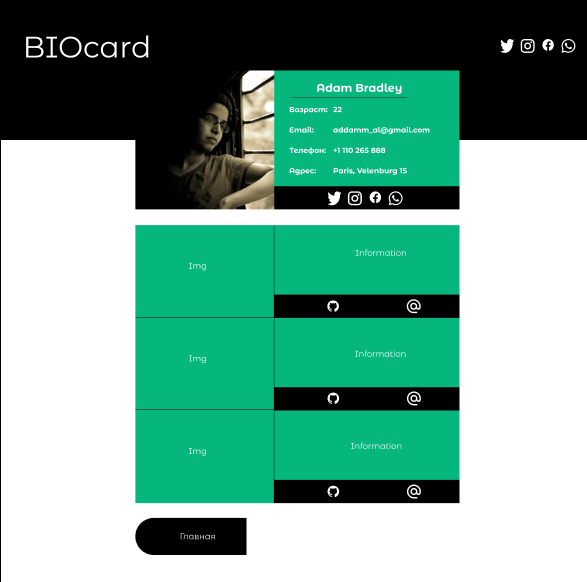 BIOcard
Adam Bradley
Возраст: 22
Email: addamm_al@gmail.com
Телефон: +1 110 265 888
Адрес: Paris, Velenburg 15
Img
Information
Img
Information
Img
Information
Главная